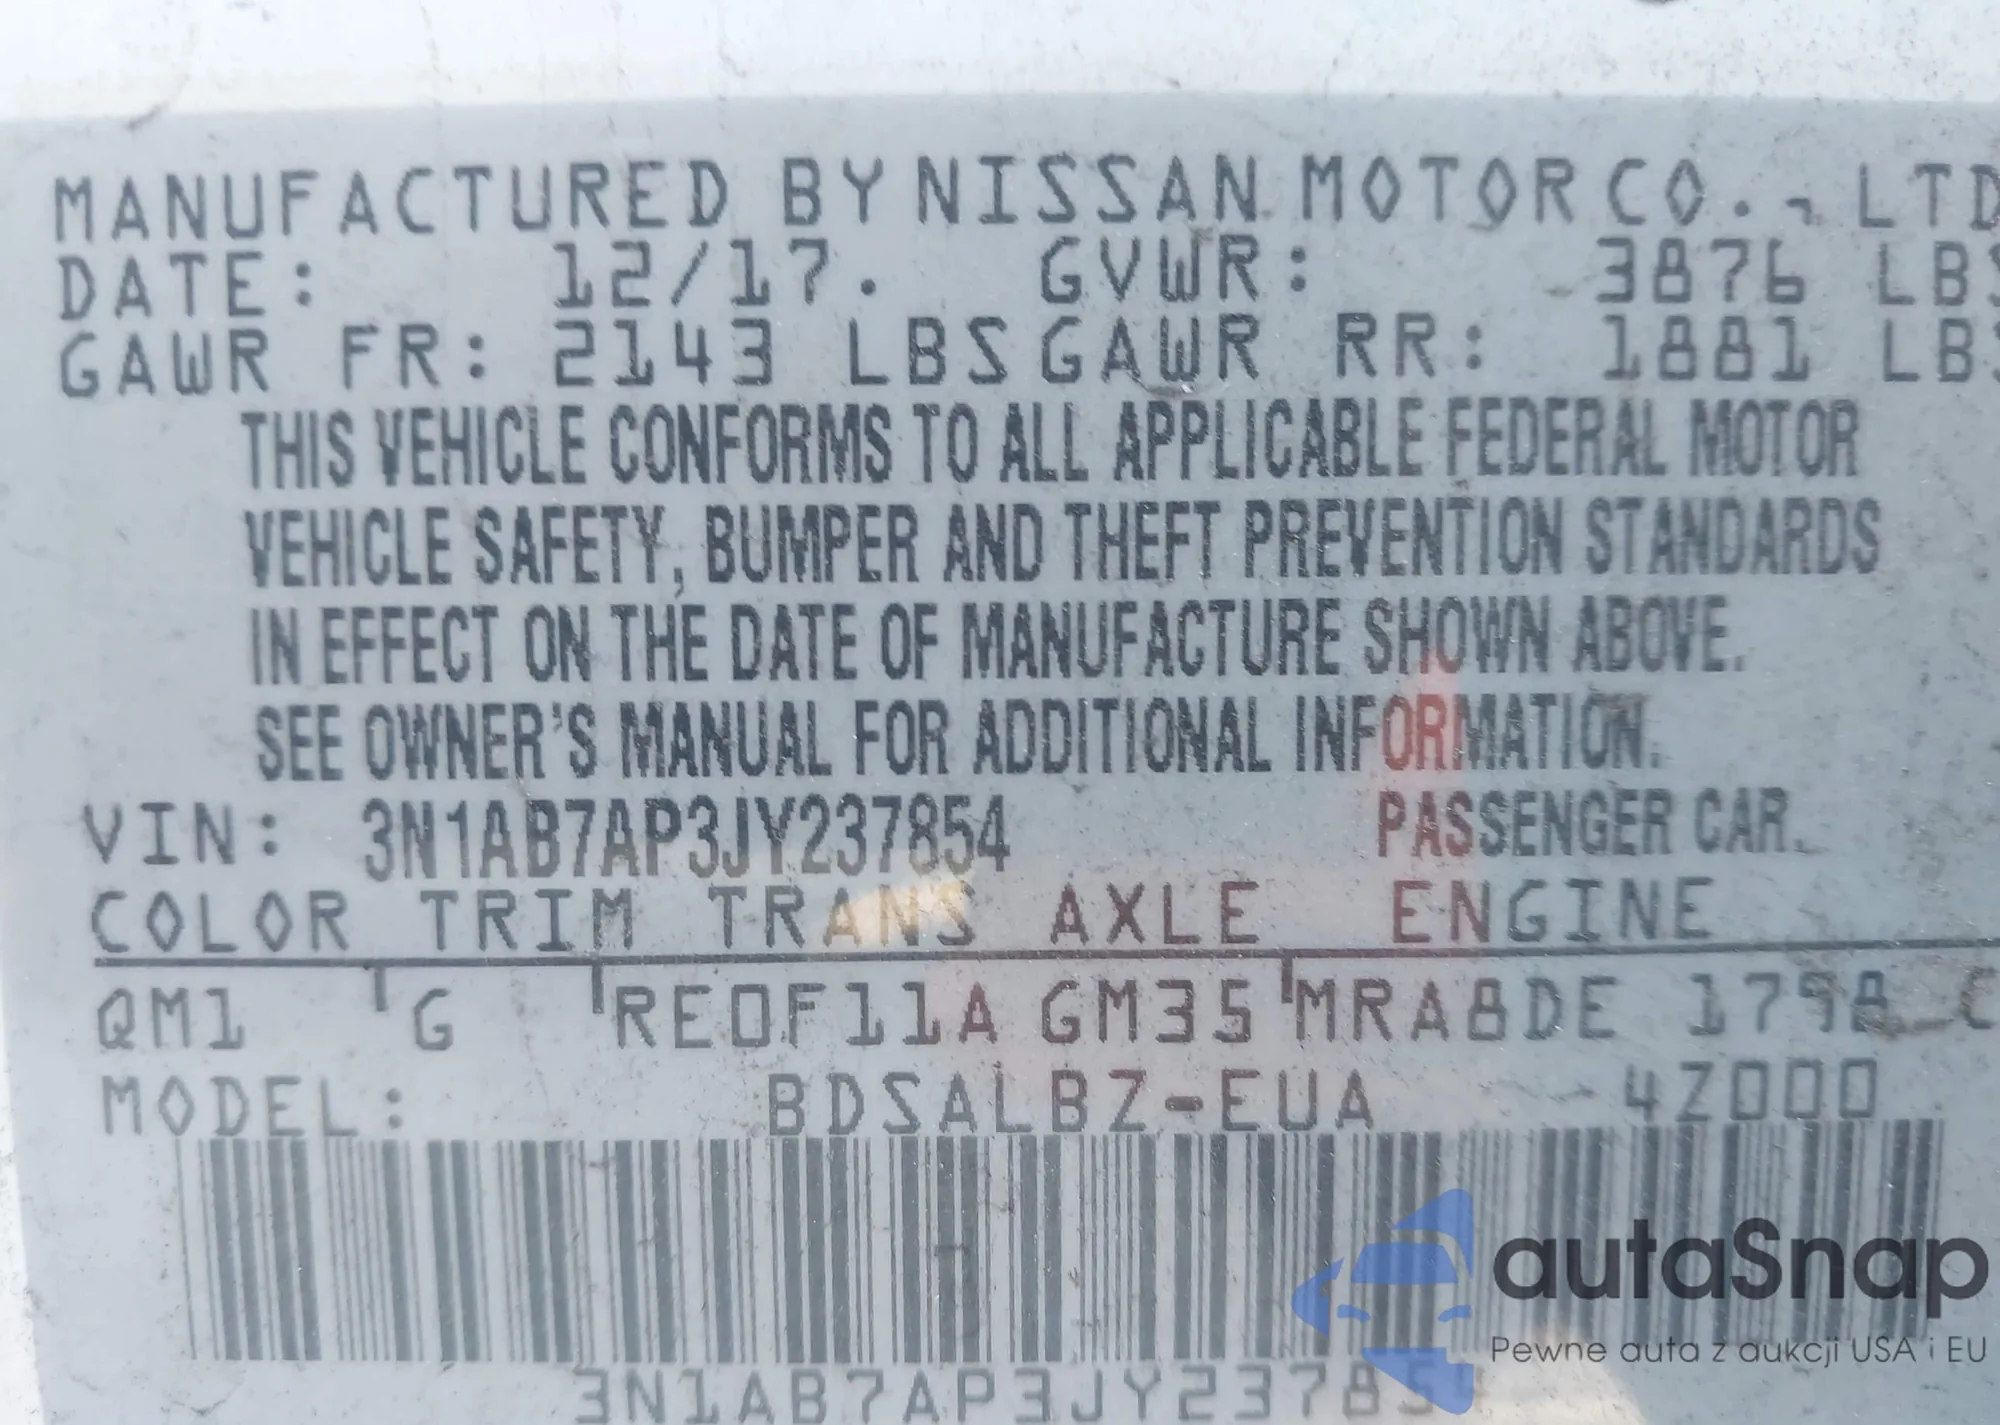 MANUFACTURED BY NISSAN MOTOR CO., LTD
DATE: 12/17. GVWR: 3876 LBS
GAWR FR: 2143 LBS GAWR RR: 1881 LBS
THIS VEHICLE CONFORMS TO ALL APPLICABLE FEDERAL MOTOR
VEHICLE SAFETY, BUMPER AND THEFT PREVENTION STANDARDS
IN EFFECT ON THE DATE OF MANUFACTURE SHOWN ABOVE.
SEE OWNER'S MANUAL FOR ADDITIONAL INFORMATION.
VIN: 3N1AB7AP3JY237854 PASSENGER CAR.
COLOR TRIM TRANS AXLE ENGINE
QM1 G RE0F11A GM35 MRA8DE 1798 C
MODEL: BDSALBZ-EUA 4Z000
autaSnap
Pewne auta z aukcji USA i EU
3N1AB7AP3JY23785